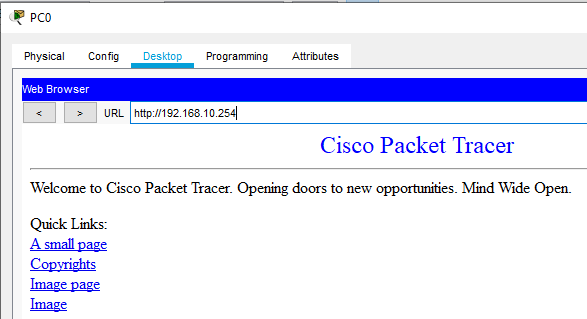 PC0
Physical Config Desktop Programming Attributes
Web Browser
< > URL http://192.168.10.254
Cisco Packet Tracer
Welcome to Cisco Packet Tracer. Opening doors to new opportunities. Mind Wide Open.
Quick Links:
A small page
Copyrights
Image page
Image